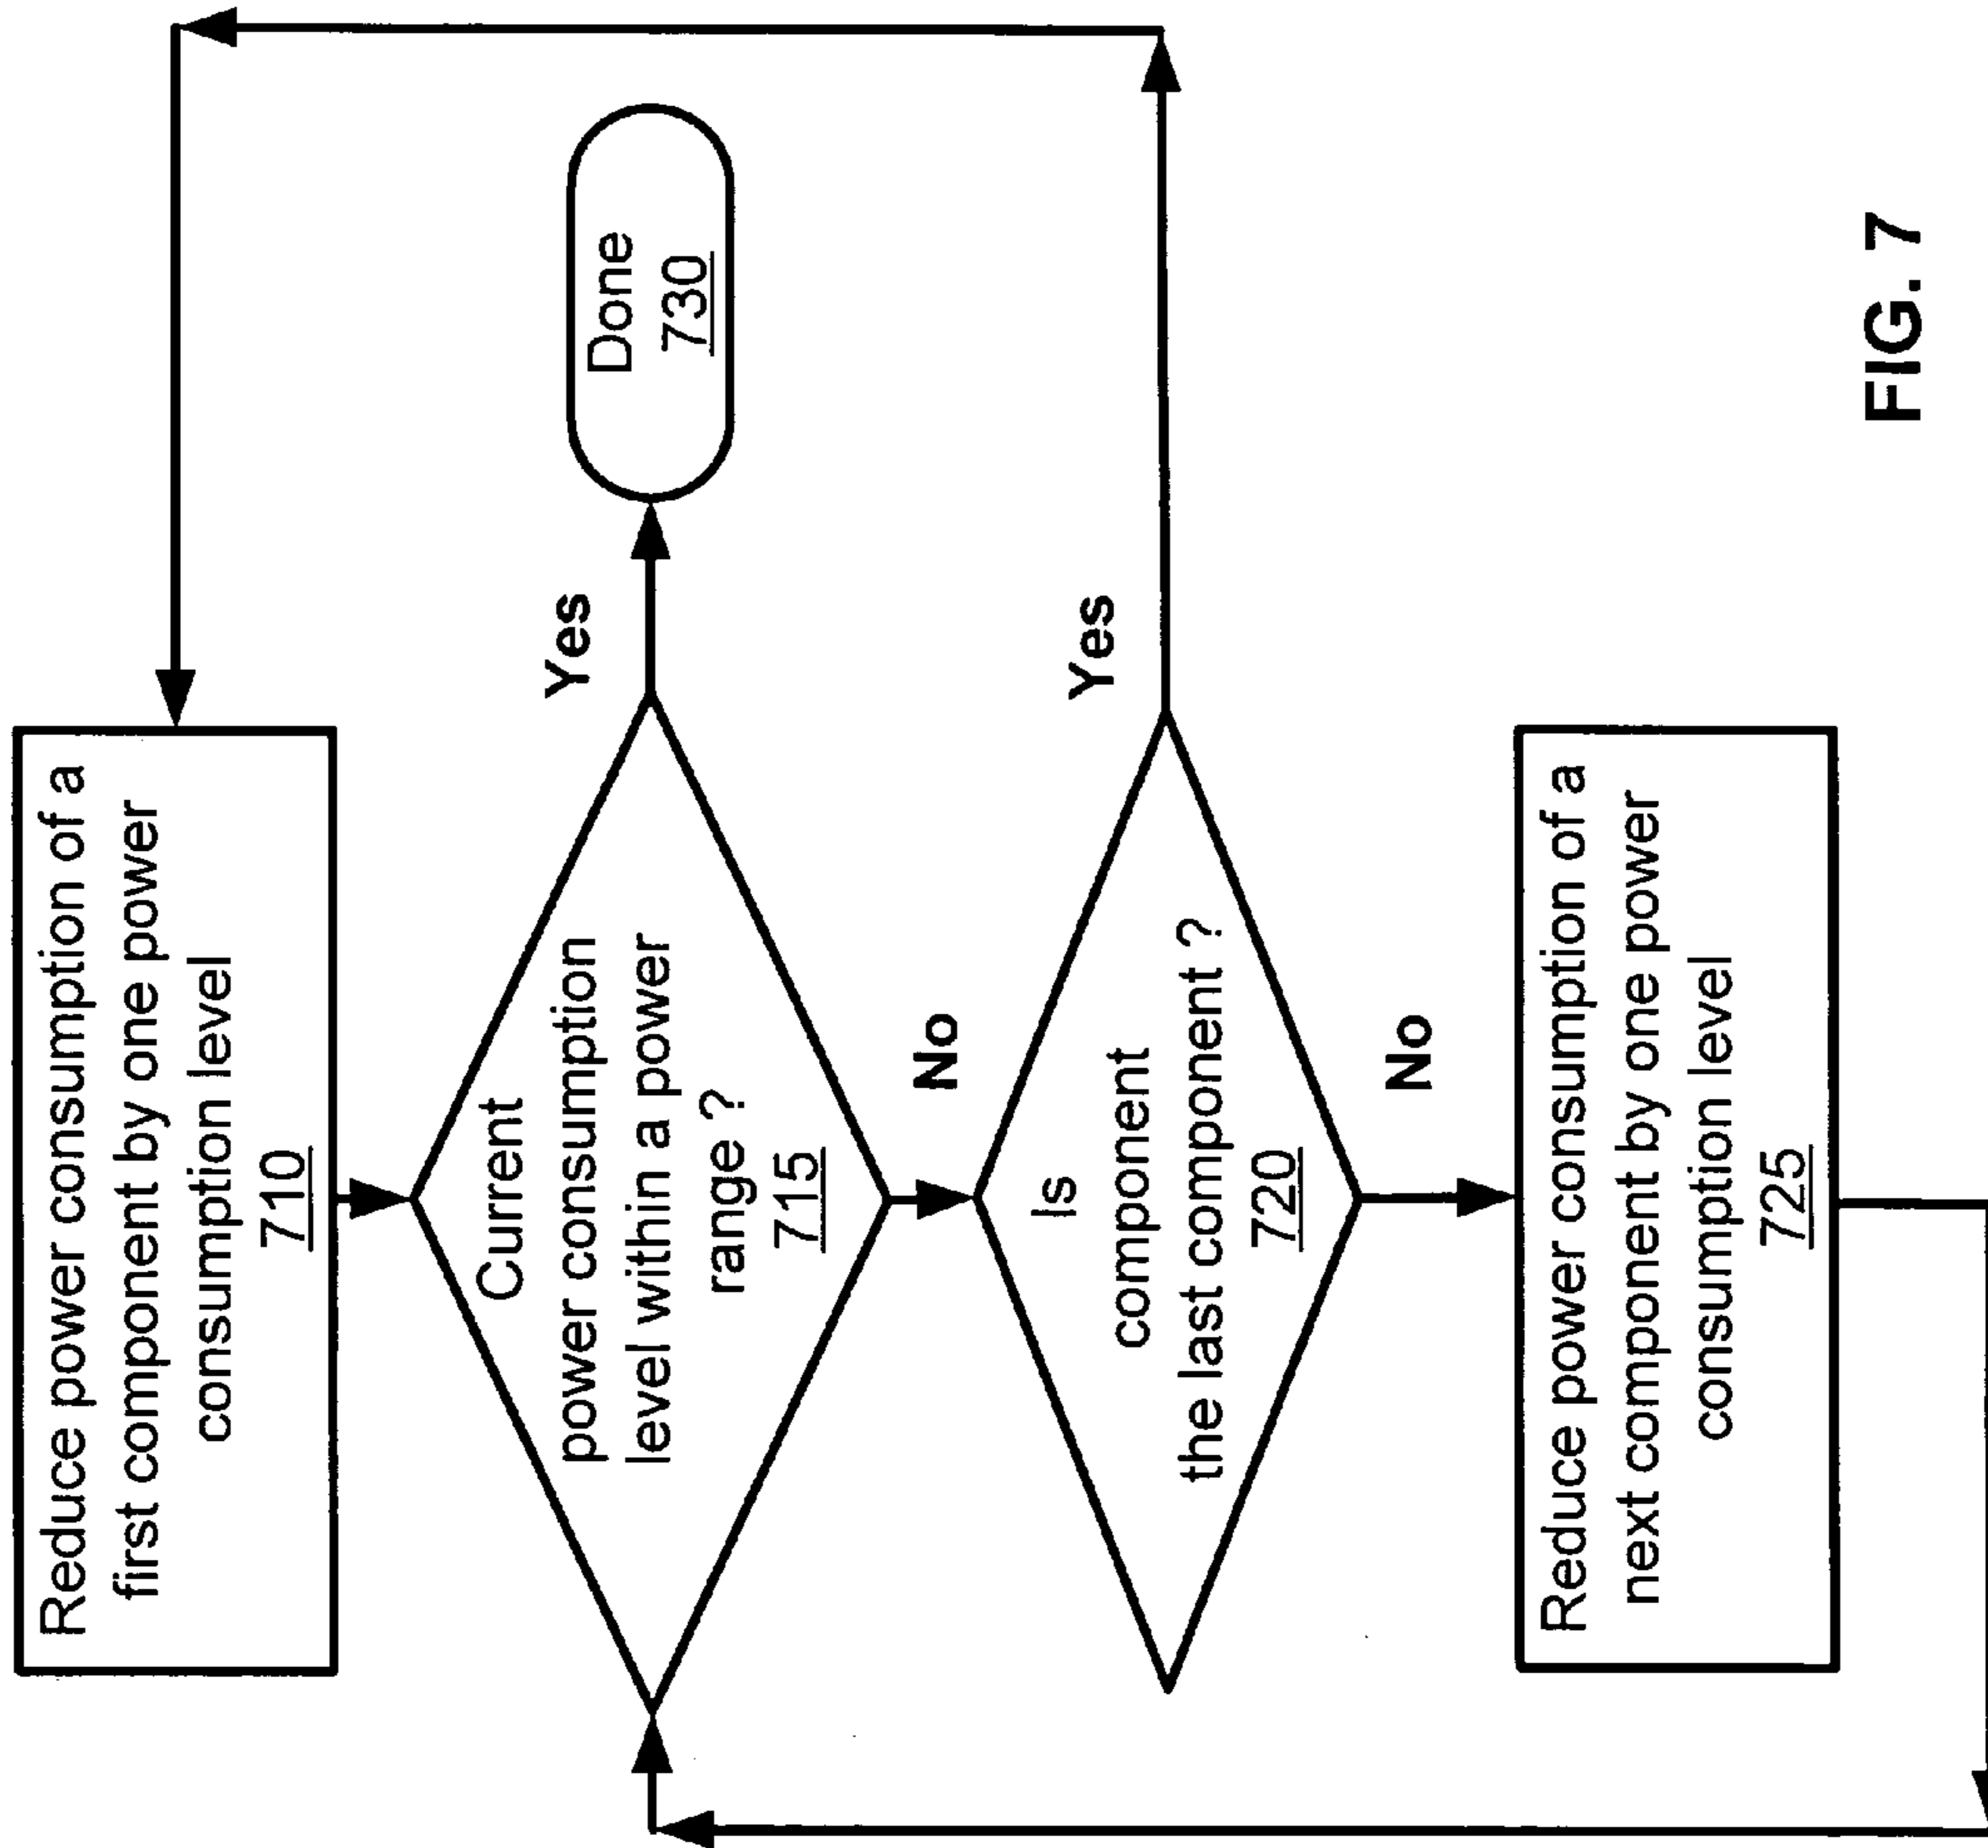 Reduce power consumption of a
first component by one power
consumption level
710
Current
power consumption
level within a power
range ?
715
Yes
Done
730
No
Is
component
the last component ?
720
Yes
No
Reduce power consumption of a
next component by one power
consumption level
725
FIG. 7